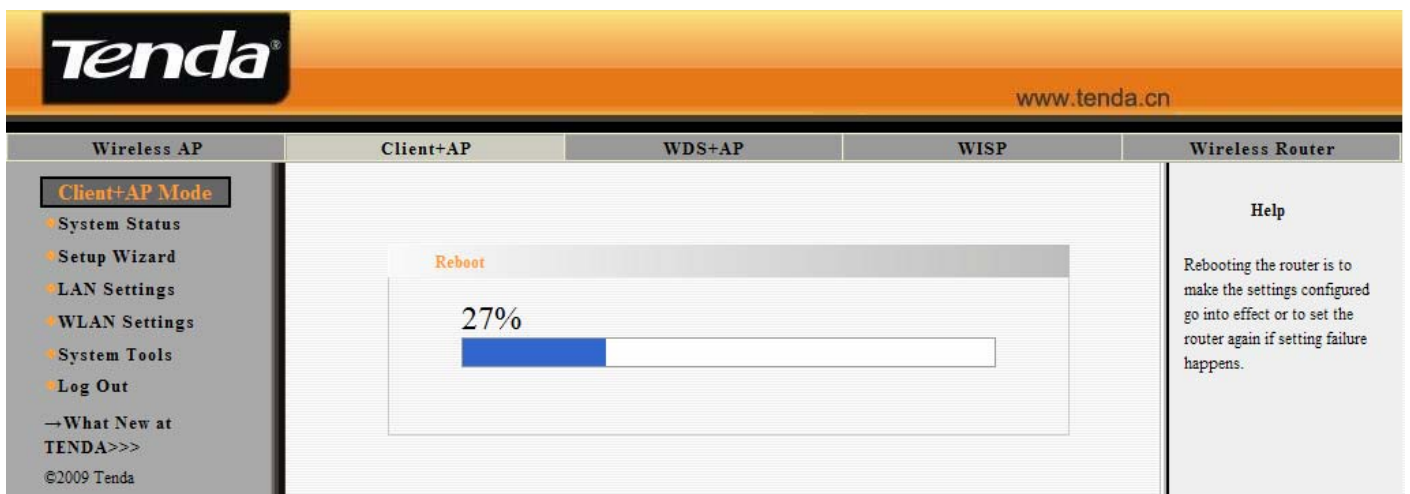 Tenda®
www.tenda.cn
Wireless AP
Client+AP
WDS+AP
WISP
Wireless Router
Client+AP Mode
System Status
Setup Wizard
LAN Settings
WLAN Settings
System Tools
Log Out
→What New at
TENDA>>>
©2009 Tenda
Reboot
27%
Help
Rebooting the router is to
make the settings configured
go into effect or to set the
router again if setting failure
happens.